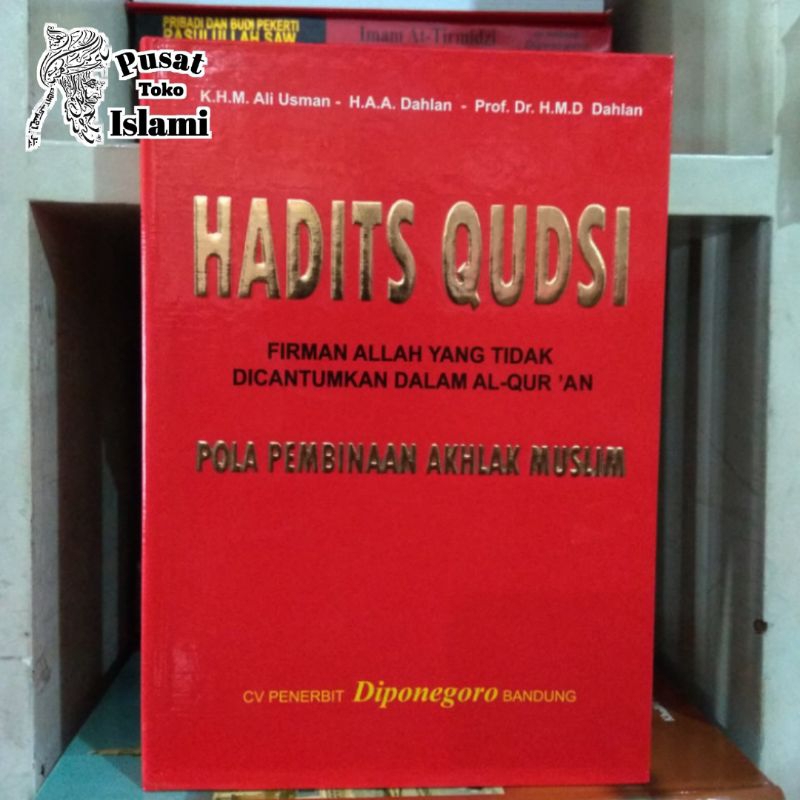 PRIBADI DAN BUDI PEKERTI
RASULULLAH SAW
Imam At-Tirmidzi
Pusat
Toko
Islami
K.H.M. Ali Usman - H.A.A. Dahlan - Prof. Dr. H.M.D Dahlan
HADITS QUDSI
FIRMAN ALLAH YANG TIDAK
DICANTUMKAN DALAM AL-QUR 'AN
POLA PEMBINAAN AKHLAK MUSLIM
CV PENERBIT Diponegoro BANDUNG